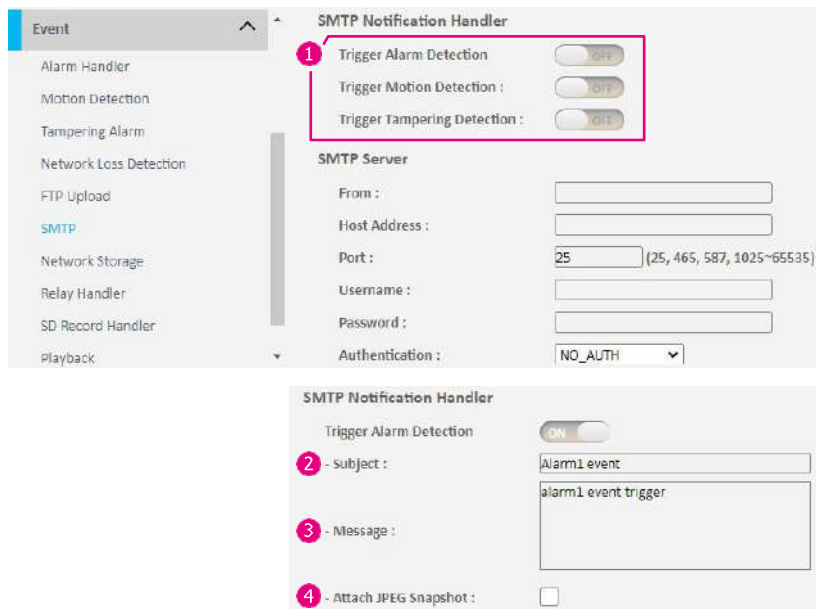 Event
Alarm Handler
Motion Detection
Tampering Alarm
Network Loss Detection
FTP Upload
SMTP
Network Storage
Relay Handler
SD Record Handler
Playback
SMTP Notification Handler
1
Trigger Alarm Detection OFF
Trigger Motion Detection : OFF
Trigger Tampering Detection : OFF
SMTP Server
From :
Host Address :
Port : 25 (25, 465, 587, 1025~65535)
Username :
Password :
Authentication : NO_AUTH
SMTP Notification Handler
Trigger Alarm Detection ON
2 - Subject : Alarm1 event
alarm1 event trigger
3 - Message :
4 - Attach JPEG Snapshot :